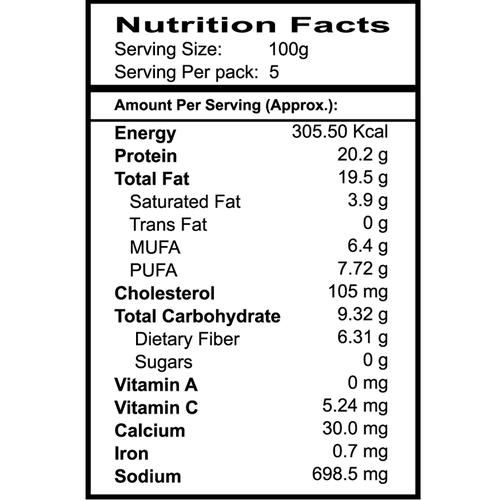 Nutrition Facts
Serving Size: 100g
Serving Per pack: 5
Amount Per Serving (Approx.):
Energy 305.50 Kcal
Protein 20.2 g
Total Fat 19.5 g
Saturated Fat 3.9 g
Trans Fat 0 g
MUFA 6.4 g
PUFA 7.72 g
Cholesterol 105 mg
Total Carbohydrate 9.32 g
Dietary Fiber 6.31 g
Sugars 0 g
Vitamin A 0 mg
Vitamin C 5.24 mg
Calcium 30.0 mg
Iron 0.7 mg
Sodium 698.5 mg